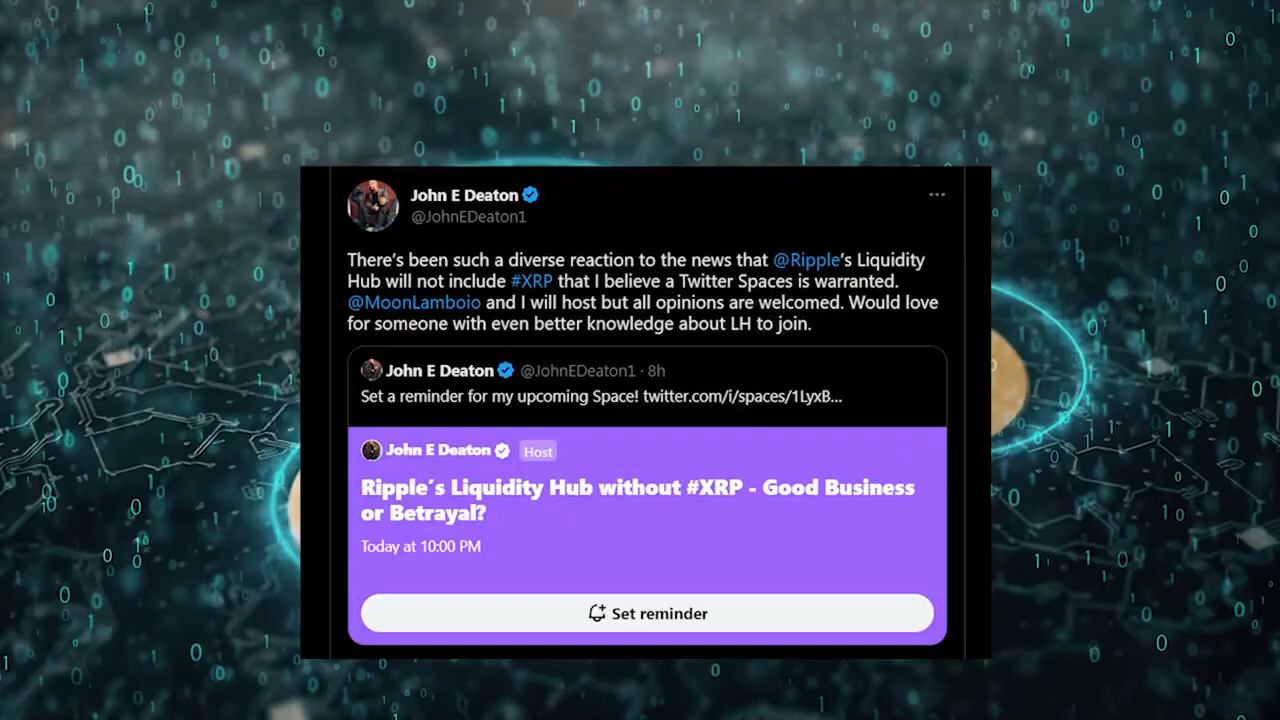 John E Deaton
@JohnEDeaton1
There's been such a diverse reaction to the news that @Ripple's Liquidity
Hub will not include #XRP that I believe a Twitter Spaces is warranted.
@MoonLamboio and I will host but all opinions are welcomed. Would love
for someone with even better knowledge about LH to join.
John E Deaton @JohnEDeaton1 · 8h
Set a reminder for my upcoming Space! twitter.com/i/spaces/1LyxB...
John E Deaton Host
Ripple´s Liquidity Hub without #XRP - Good Business
or Betrayal?
Today at 10:00 PM
Set reminder